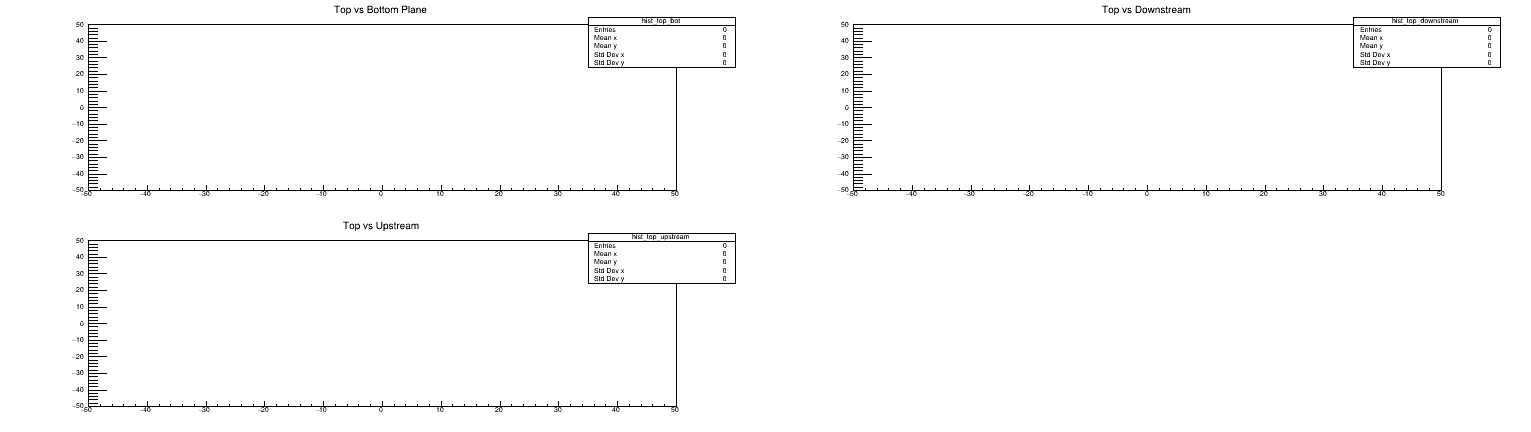 Top vs Bottom Plane
hist_top_bot
Entries 0
Mean x 0
Mean y 0
Std Dev x 0
Std Dev y 0
50
40
30
20
10
0
−10
−20
−30
−40
−50
−50 −40 −30 −20 −10 0 10 20 30 40 50
Top vs Downstream
hist_top_downstream
Entries 0
Mean x 0
Mean y 0
Std Dev x 0
Std Dev y 0
50
40
30
20
10
0
−10
−20
−30
−40
−50
−50 −40 −30 −20 −10 0 10 20 30 40 50
Top vs Upstream
hist_top_upstream
Entries 0
Mean x 0
Mean y 0
Std Dev x 0
Std Dev y 0
50
40
30
20
10
0
−10
−20
−30
−40
−50
−50 −40 −30 −20 −10 0 10 20 30 40 50